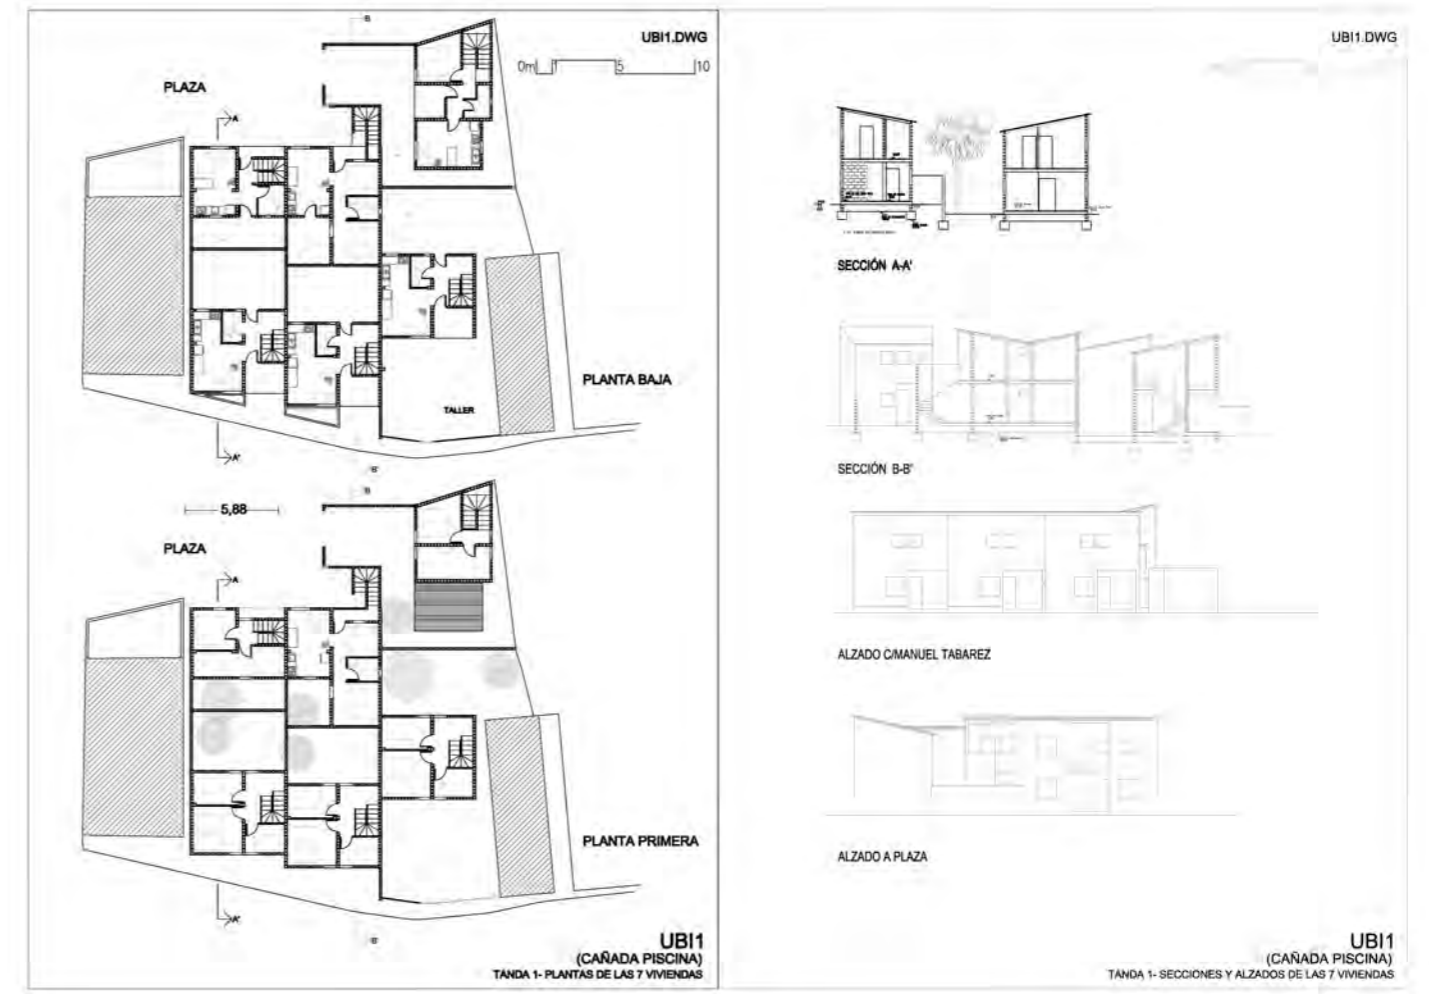 B
UBI1.DWG
0m 1 5 10
PLAZA
A
PLANTA BAJA
TALLER
A'
'B'
B
5,88
PLAZA
A
PLANTA PRIMERA
A'
B'
UBI1
(CAÑADA PISCINA)
TANDA 1- PLANTAS DE LAS 7 VIVIENDAS
UBI1.DWG
SECCIÓN A-A'
SECCIÓN B-B'
ALZADO C/MANUEL TABAREZ
ALZADO A PLAZA
UBI1
(CAÑADA PISCINA)
TANDA 1- SECCIONES Y ALZADOS DE LAS 7 VIVIENDAS